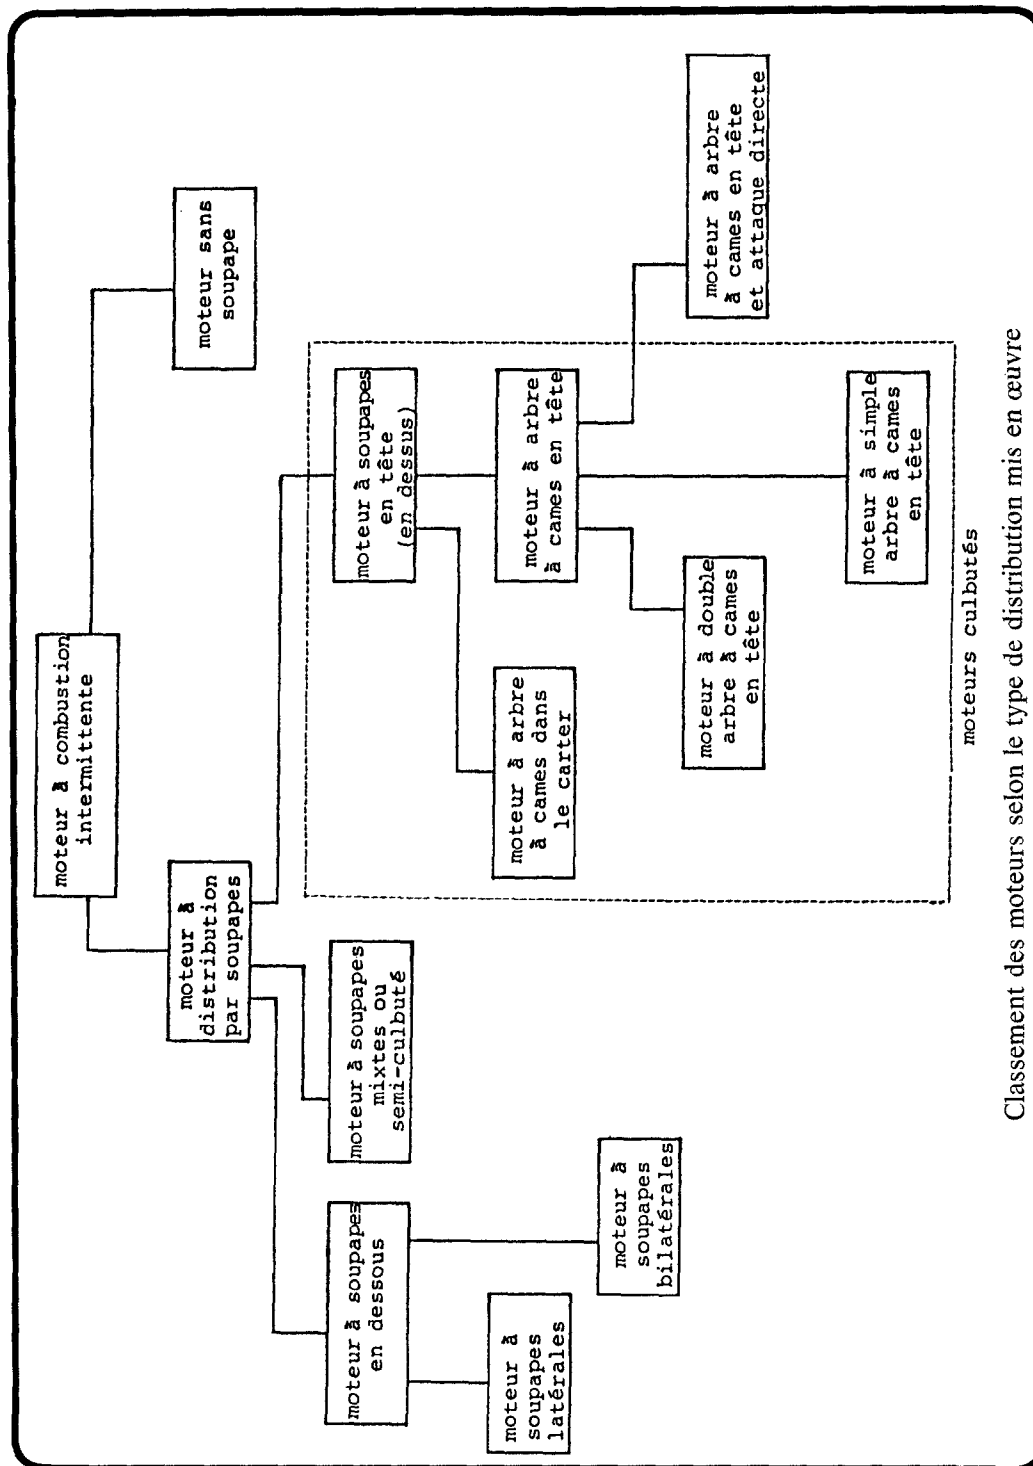 moteur à combustion
intermittente
moteur à
distribution
par soupapes
moteur sans
soupape
moteur à soupapes
en dessous
moteur à soupapes
mixtes ou
semi-culbuté
moteur à soupapes
en tête
(en dessus)
moteur à
soupapes
latérales
moteur à
soupapes
bilatérales
moteur à arbre
à cames dans
le carter
moteur à arbre
à cames en tête
moteur à double
arbre à cames
en tête
moteur à simple
arbre à cames
en tête
moteur à arbre
à cames en tête
et attaque directe
moteurs culbutés
Classement des moteurs selon le type de distribution mis en œuvre